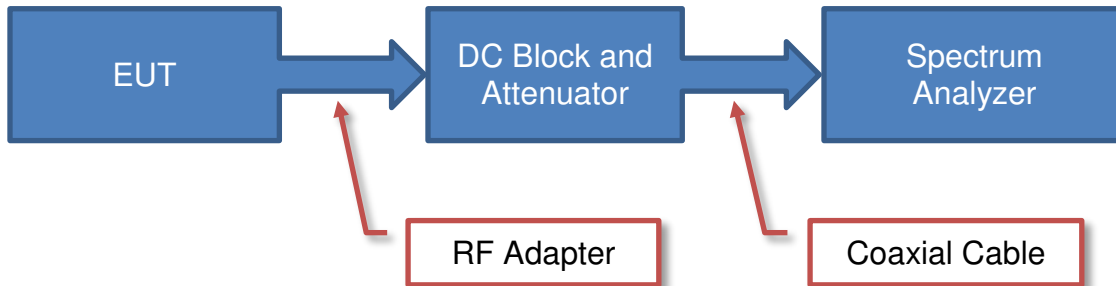 EUT
DC Block and
Attenuator
Spectrum
Analyzer
RF Adapter
Coaxial Cable